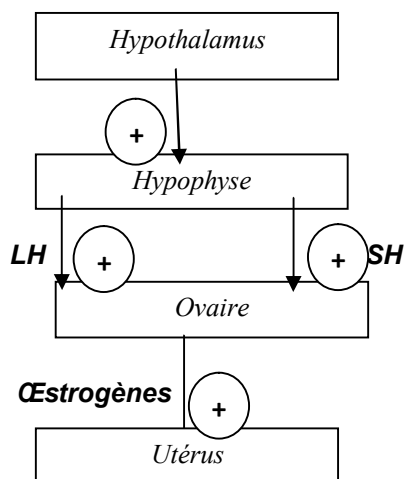 Hypothalamus
+
Hypophyse
LH
+
+
SH
Ovaire
Œstrogènes
+
Utérus